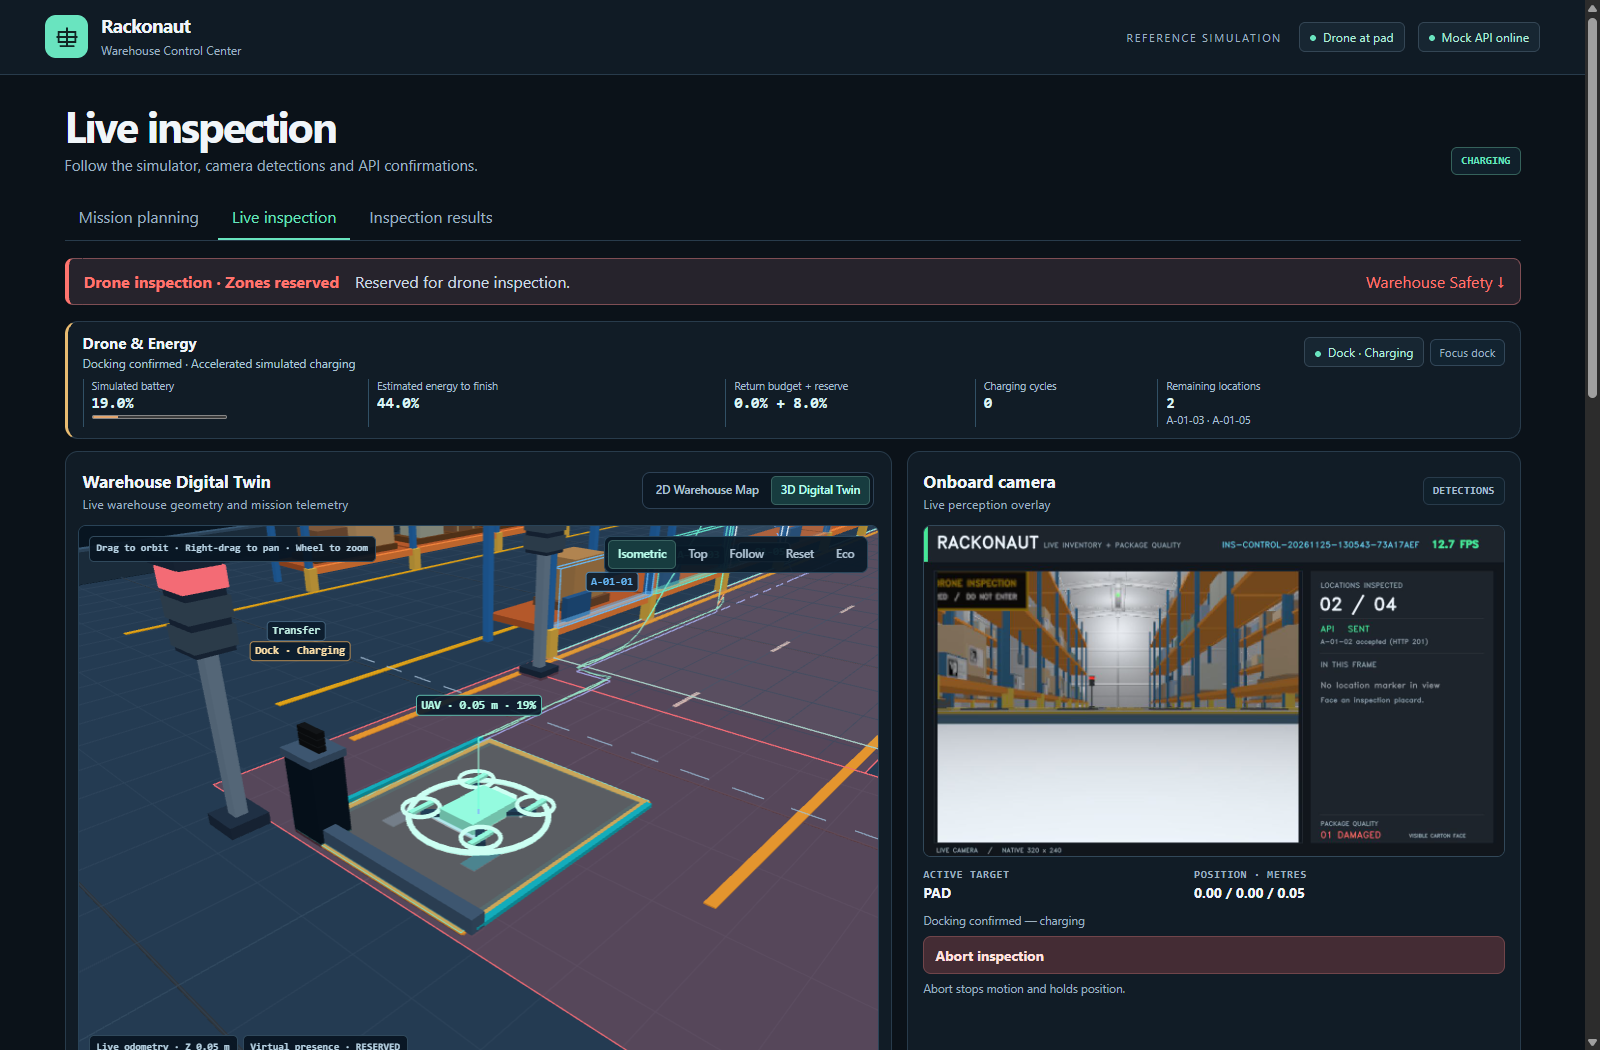 Rackonaut
Warehouse Control Center
REFERENCE SIMULATION
Drone at pad
Mock API online
Live inspection
Follow the simulator, camera detections and API confirmations.
CHARGING
Mission planning
Live inspection
Inspection results
Drone inspection · Zones reserved
Reserved for drone inspection.
Warehouse Safety ↓
Drone & Energy
Docking confirmed · Accelerated simulated charging
Dock · Charging
Focus dock
Simulated battery
19.0%
Estimated energy to finish
44.0%
Return budget + reserve
0.0% + 8.0%
Charging cycles
0
Remaining locations
2
A-01-03 · A-01-05
Warehouse Digital Twin
Live warehouse geometry and mission telemetry
2D Warehouse Map
3D Digital Twin
Drag to orbit · Right-drag to pan · Wheel to zoom
Isometric
Top
Follow
Reset
Eco
A-01-01
Transfer
Dock · Charging
UAV · 0.05 m · 19%
Live odometry · Z 0.05 m
Virtual presence · RESERVED
Onboard camera
Live perception overlay
DETECTIONS
RACKONAUT
LIVE INVENTORY + PACKAGE QUALITY
INS-CONTROL-20261125-130543-73A17AEF
12.7 FPS
RONE INSPECTION
ED / DO NOT ENTER
LOCATIONS INSPECTED
02 / 04
API SENT
A-01-02 accepted (HTTP 201)
IN THIS FRAME
No location marker in view
Face an inspection placard.
PACKAGE QUALITY
01 DAMAGED
VISIBLE CARTON FACE
LIVE CAMERA / NATIVE 320 x 240
ACTIVE TARGET
PAD
POSITION · METRES
0.00 / 0.00 / 0.05
Docking confirmed — charging
Abort inspection
Abort stops motion and holds position.